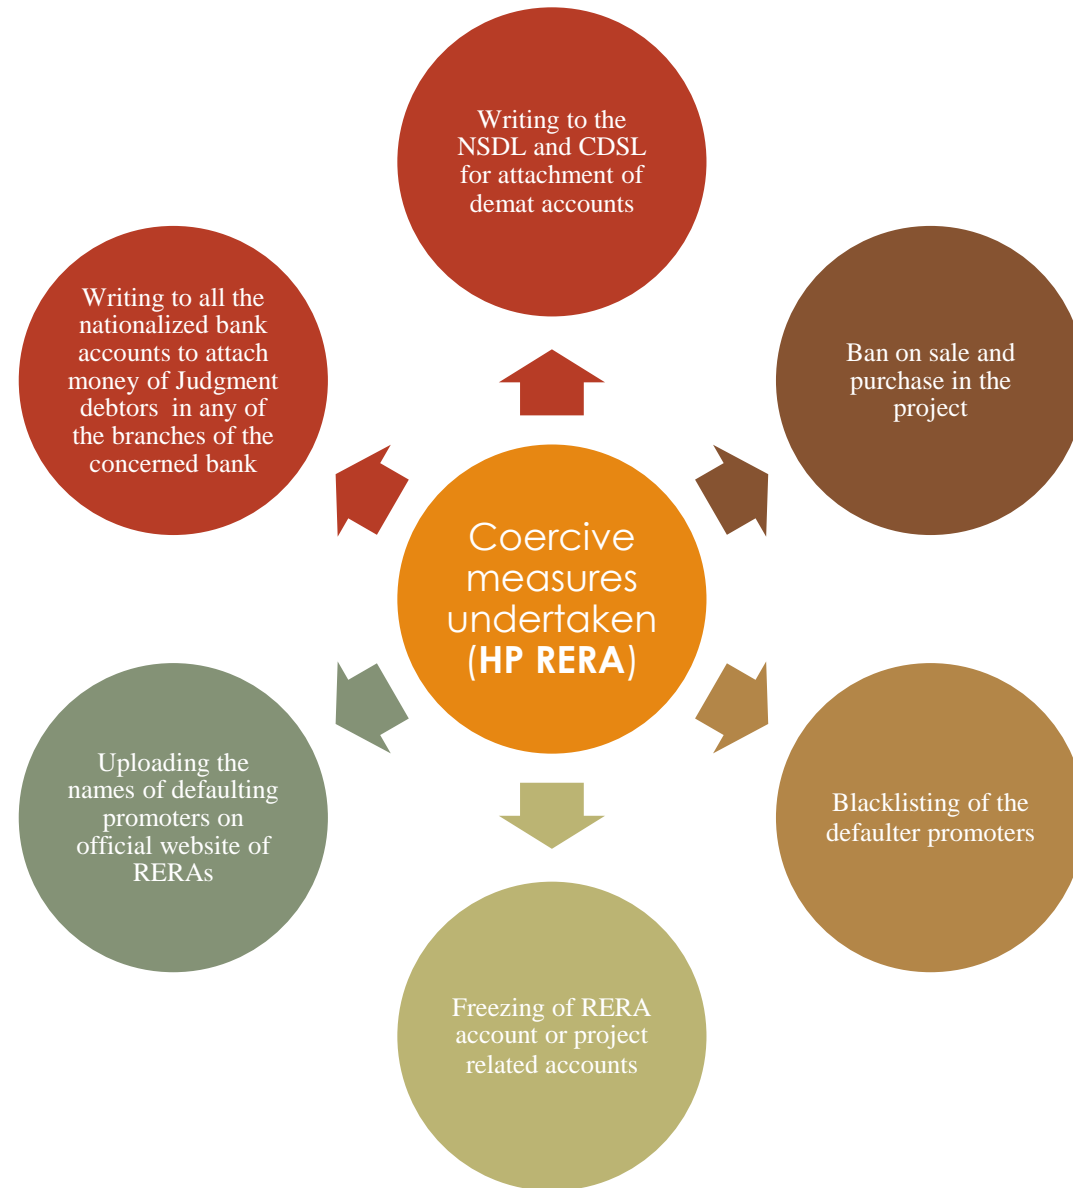 Writing to the
NSDL and CDSL
for attachment of
demat accounts
Ban on sale and
purchase in the
project
Blacklisting of the
defaulter promoters
Freezing of RERA
account or project
related accounts
Uploading the
names of defaulting
promoters on
official website of
RERAs
Writing to all the
nationalized bank
accounts to attach
money of Judgment
debtors in any of
the branches of the
concerned bank
Coercive
measures
undertaken
(HP RERA)